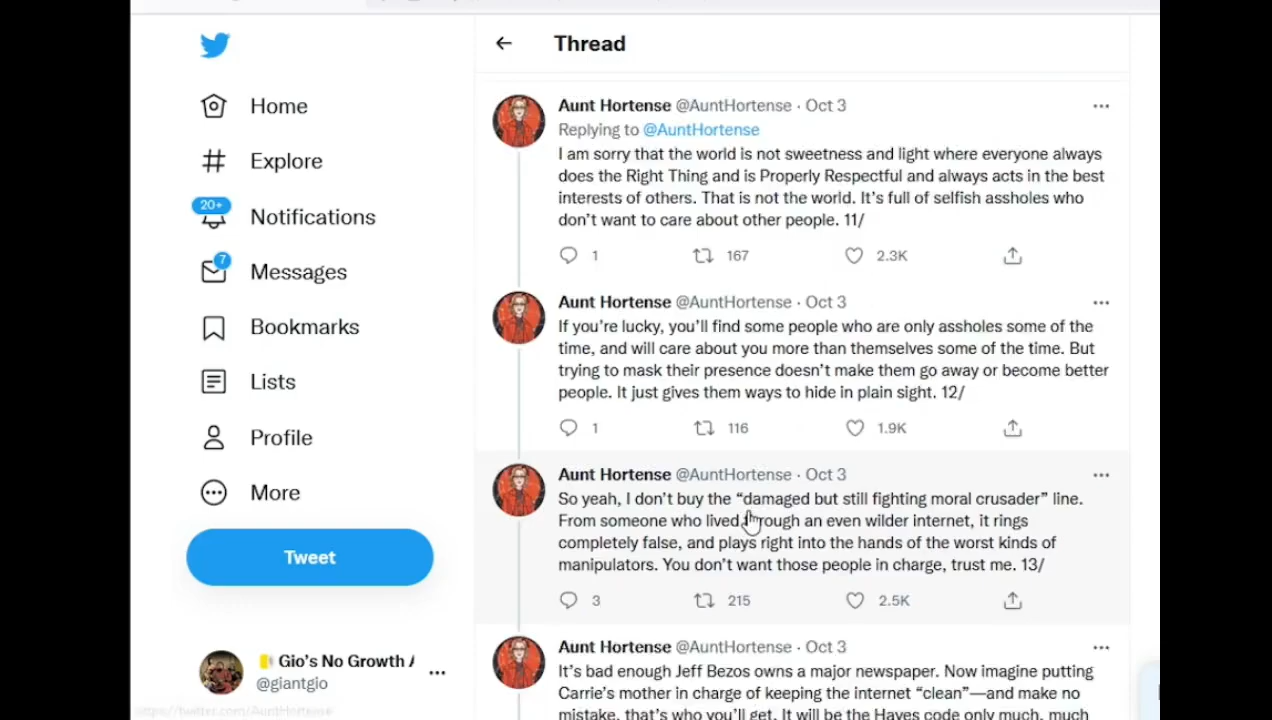 Thread
Home
Explore
20+
Notifications
7
Messages
Bookmarks
Lists
Profile
More
Tweet
Gio's No Growth
@giantgio
https://twitter.com/AuntHortense
Aunt Hortense @AuntHortense · Oct 3
Replying to @AuntHortense
I am sorry that the world is not sweetness and light where everyone always
does the Right Thing and is Properly Respectful and always acts in the best
interests of others. That is not the world. It's full of selfish assholes who
don't want to care about other people. 11/
1 167 2.3K
Aunt Hortense @AuntHortense · Oct 3
If you're lucky, you'll find some people who are only assholes some of the
time, and will care about you more than themselves some of the time. But
trying to mask their presence doesn't make them go away or become better
people. It just gives them ways to hide in plain sight. 12/
1 116 1.9K
Aunt Hortense @AuntHortense · Oct 3
So yeah, I don't buy the “damaged but still fighting moral crusader” line.
From someone who lived through an even wilder internet, it rings
completely false, and plays right into the hands of the worst kinds of
manipulators. You don't want those people in charge, trust me. 13/
3 215 2.5K
Aunt Hortense @AuntHortense · Oct 3
It's bad enough Jeff Bezos owns a major newspaper. Now imagine putting
Carrie's mother in charge of keeping the internet “clean”—and make no
mistake, that's who you'll get. It will be the Hayes code only much, much